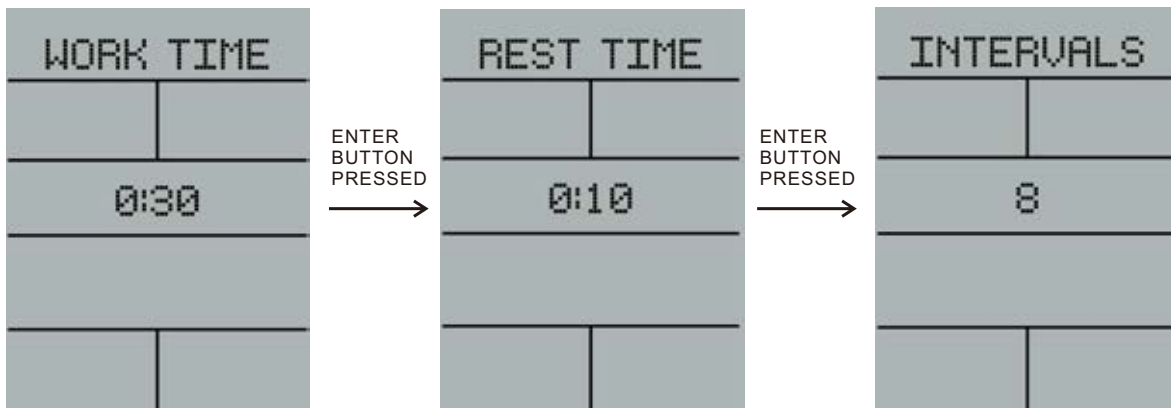 WORK TIME
0:30
ENTER
BUTTON
PRESSED
REST TIME
0:10
ENTER
BUTTON
PRESSED
INTERVALS
8